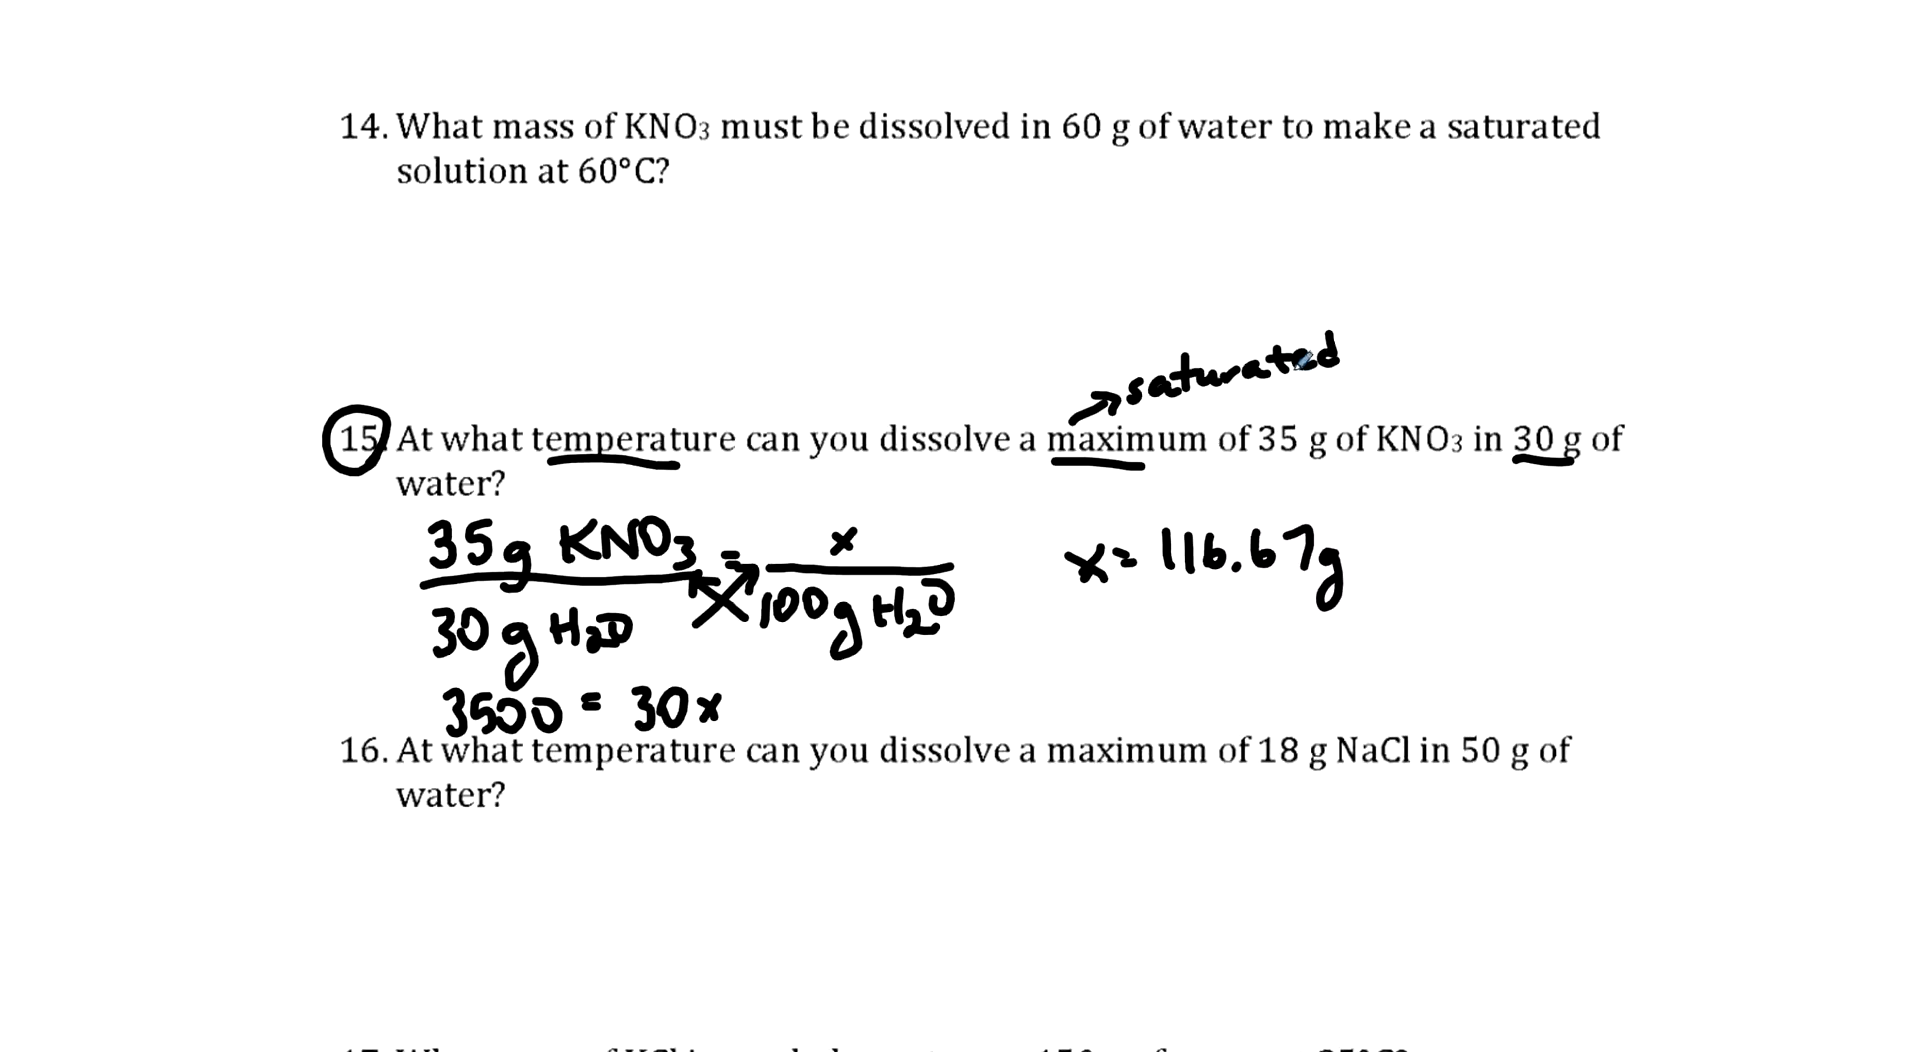 14. What mass of KNO3 must be dissolved in 60 g of water to make a saturated
solution at 60°C?
saturated
15. At what temperature can you dissolve a maximum of 35 g of KNO3 in 30 g of
water?
35g KNO3 = x x = 116.67g
30g H2O 100g H2O
3500 = 30x
16. At what temperature can you dissolve a maximum of 18 g NaCl in 50 g of
water?